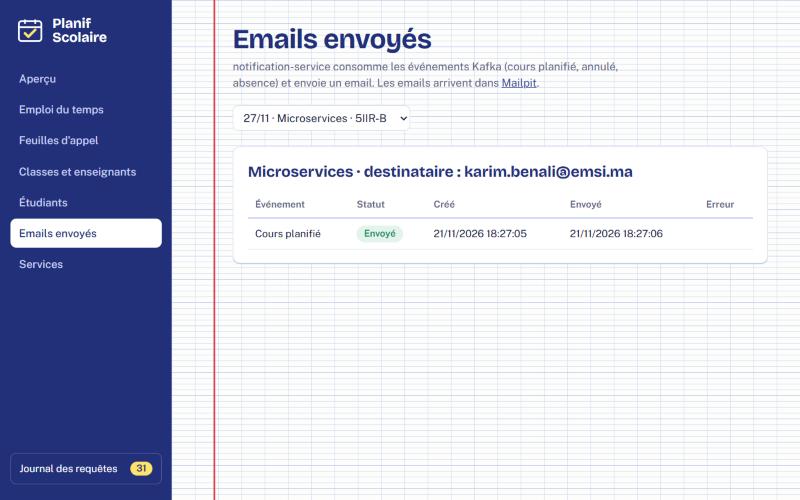 Planif
Scolaire
Aperçu
Emploi du temps
Feuilles d'appel
Classes et enseignants
Étudiants
Emails envoyés
Services
Journal des requêtes 31
Emails envoyés
notification-service consomme les événements Kafka (cours planifié, annulé,
absence) et envoie un email. Les emails arrivent dans Mailpit.
27/11 · Microservices · 5IIR-B
Microservices · destinataire : karim.benali@emsi.ma
Événement Statut Créé Envoyé Erreur
Cours planifié Envoyé 21/11/2026 18:27:05 21/11/2026 18:27:06